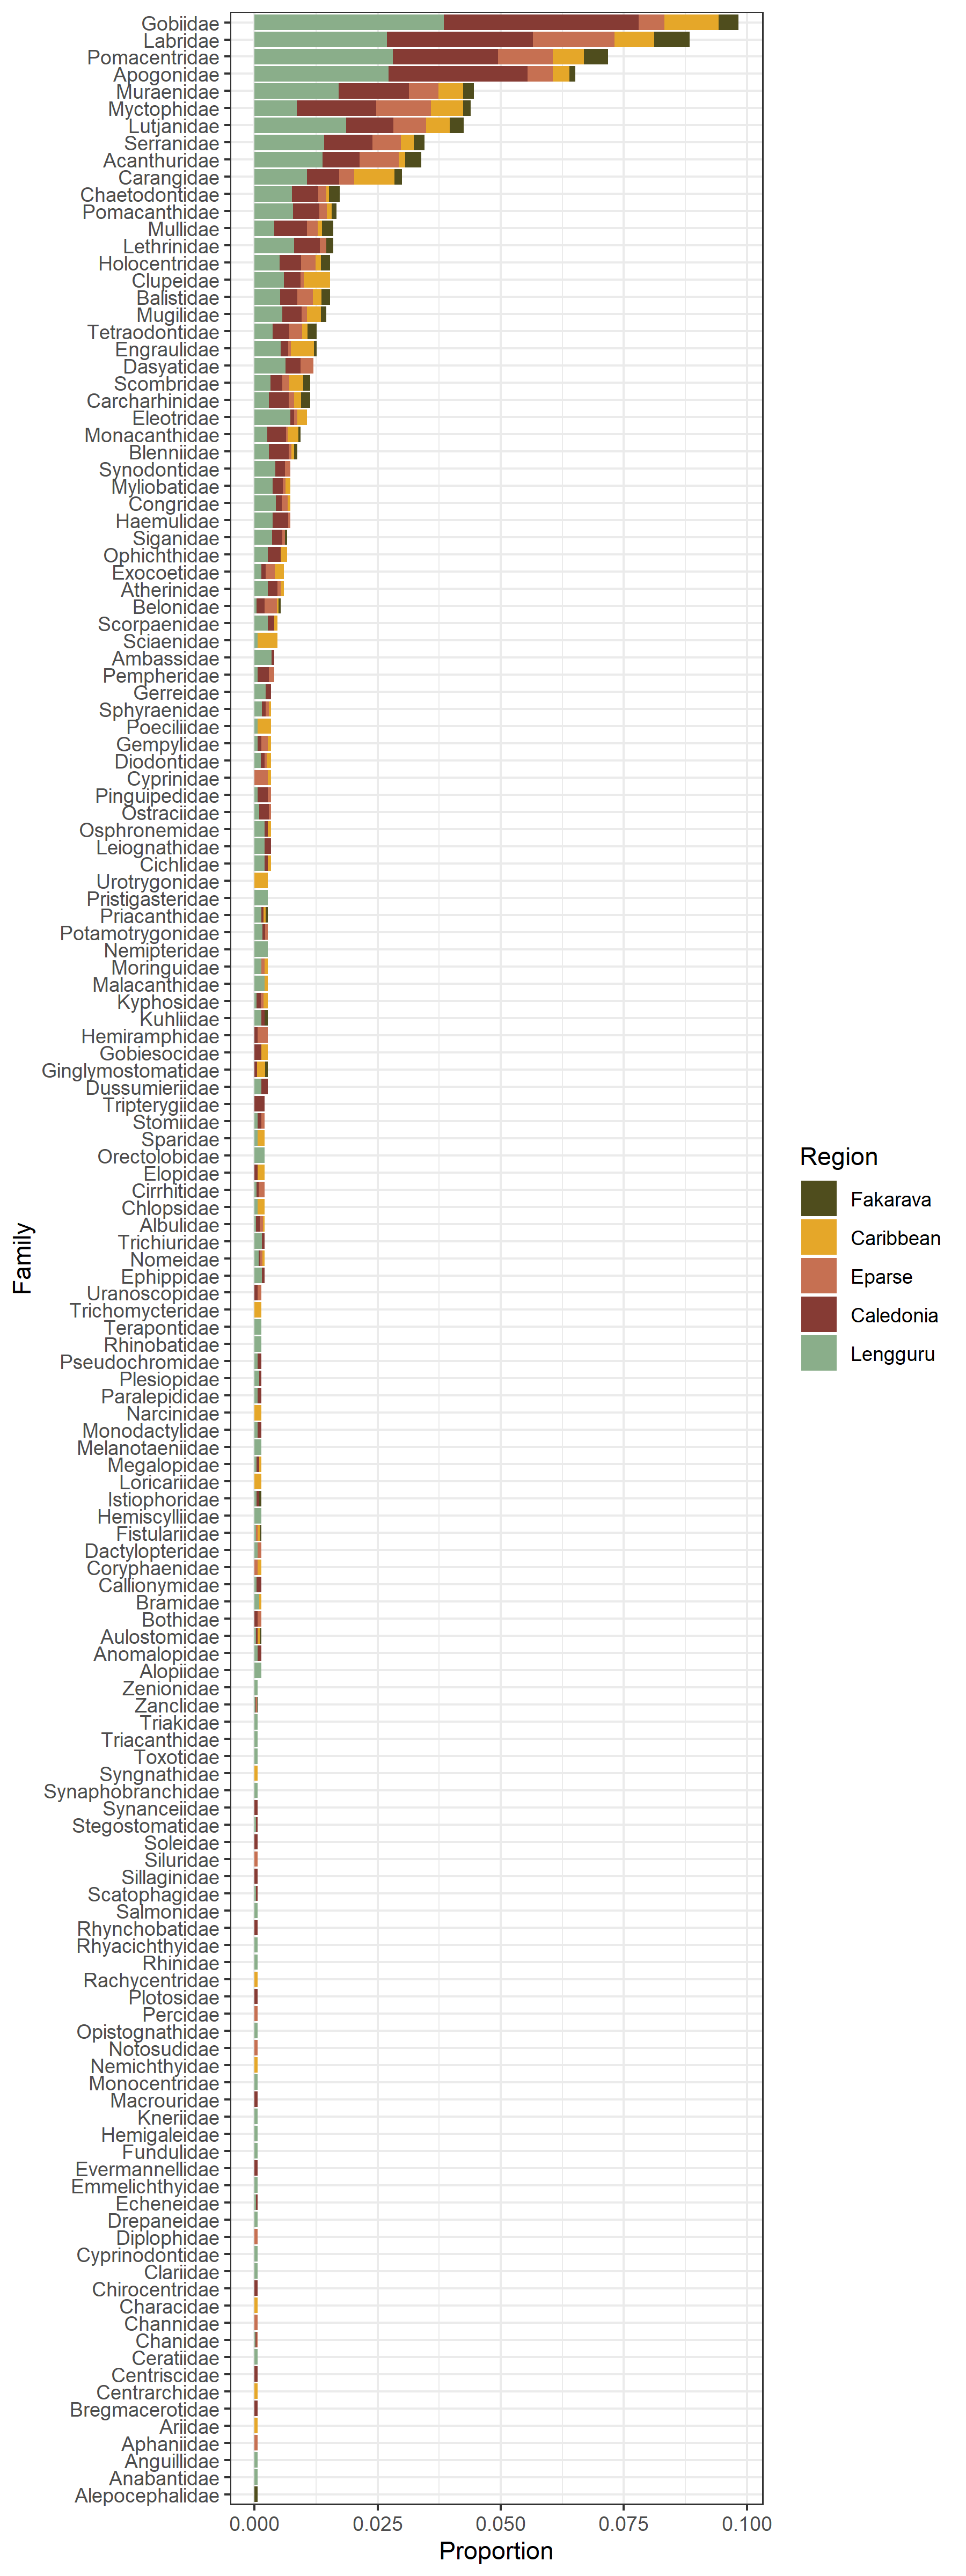 Gobiidae
Labridae
Pomacentridae
Apogonidae
Muraenidae
Myctophidae
Lutjanidae
Serranidae
Acanthuridae
Carangidae
Chaetodontidae
Pomacanthidae
Mullidae
Lethrinidae
Holocentridae
Clupeidae
Balistidae
Mugilidae
Tetraodontidae
Engraulidae
Dasyatidae
Scombridae
Carcharhinidae
Eleotridae
Monacanthidae
Blenniidae
Synodontidae
Myliobatidae
Congridae
Haemulidae
Siganidae
Ophichthidae
Exocoetidae
Atherinidae
Belonidae
Scorpaenidae
Sciaenidae
Ambassidae
Pempheridae
Gerreidae
Sphyraenidae
Poeciliidae
Gempylidae
Diodontidae
Cyprinidae
Pinguipedidae
Ostraciidae
Osphronemidae
Leiognathidae
Cichlidae
Urotrygonidae
Pristigasteridae
Priacanthidae
Potamotrygonidae
Nemipteridae
Moringuidae
Malacanthidae
Kyphosidae
Kuhliidae
Hemiramphidae
Gobiesocidae
Ginglymostomatidae
Dussumieriidae
Tripterygiidae
Stomiidae
Sparidae
Orectolobidae
Elopidae
Cirrhitidae
Chlopsidae
Albulidae
Trichiuridae
Nomeidae
Ephippidae
Uranoscopidae
Trichomycteridae
Terapontidae
Rhinobatidae
Pseudochromidae
Plesiopidae
Paralepididae
Narcinidae
Monodactylidae
Melanotaeniidae
Megalopidae
Loricariidae
Istiophoridae
Hemiscylliidae
Fistulariidae
Dactylopteridae
Coryphaenidae
Callionymidae
Bramidae
Bothidae
Aulostomidae
Anomalopidae
Alopiidae
Zenionidae
Zanclidae
Triakidae
Triacanthidae
Toxotidae
Syngnathidae
Synaphobranchidae
Synanceiidae
Stegostomatidae
Soleidae
Siluridae
Sillaginidae
Scatophagidae
Salmonidae
Rhynchobatidae
Rhyacichthyidae
Rhinidae
Rachycentridae
Plotosidae
Percidae
Opistognathidae
Notosudidae
Nemichthyidae
Monocentridae
Macrouridae
Kneriidae
Hemigaleidae
Fundulidae
Evermannellidae
Emmelichthyidae
Echeneidae
Drepaneidae
Diplophidae
Cyprinodontidae
Clariidae
Chirocentridae
Characidae
Channidae
Chanidae
Ceratiidae
Centriscidae
Centrarchidae
Bregmacerotidae
Ariidae
Aphaniidae
Anguillidae
Anabantidae
Alepocephalidae
Family
0.000 0.025 0.050 0.075 0.100
Proportion
Region
Fakarava
Caribbean
Eparse
Caledonia
Lengguru